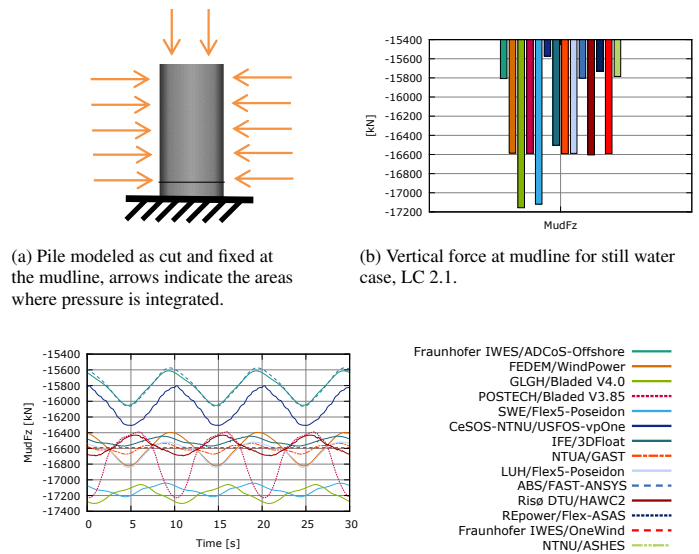 -15400
-15800
-16200
-16600
-17000
-17200
[kN]
MudFz
(a) Pile modeled as cut and fixed at
the mudline, arrows indicate the areas
where pressure is integrated.
(b) Vertical force at mudline for still water
case, LC 2.1.
-15400
-15600
-15800
-16000
-16200
-16400
-16600
-16800
-17000
-17200
-17400
MudFz [kN]
0 5 10 15 20 25 30
Time [s]
Fraunhofer IWES/ADCoS-Offshore
FEDEM/WindPower
GLGH/Bladed V4.0
POSTECH/Bladed V3.85
SWE/Flex5-Poseidon
CeSOS-NTNU/USFOS-vpOne
IFE/3DFloat
NTUA/GAST
LUH/Flex5-Poseidon
ABS/FAST-ANSYS
Risø DTU/HAWC2
REpower/Flex-ASAS
Fraunhofer IWES/OneWind
NTNU/ASHES